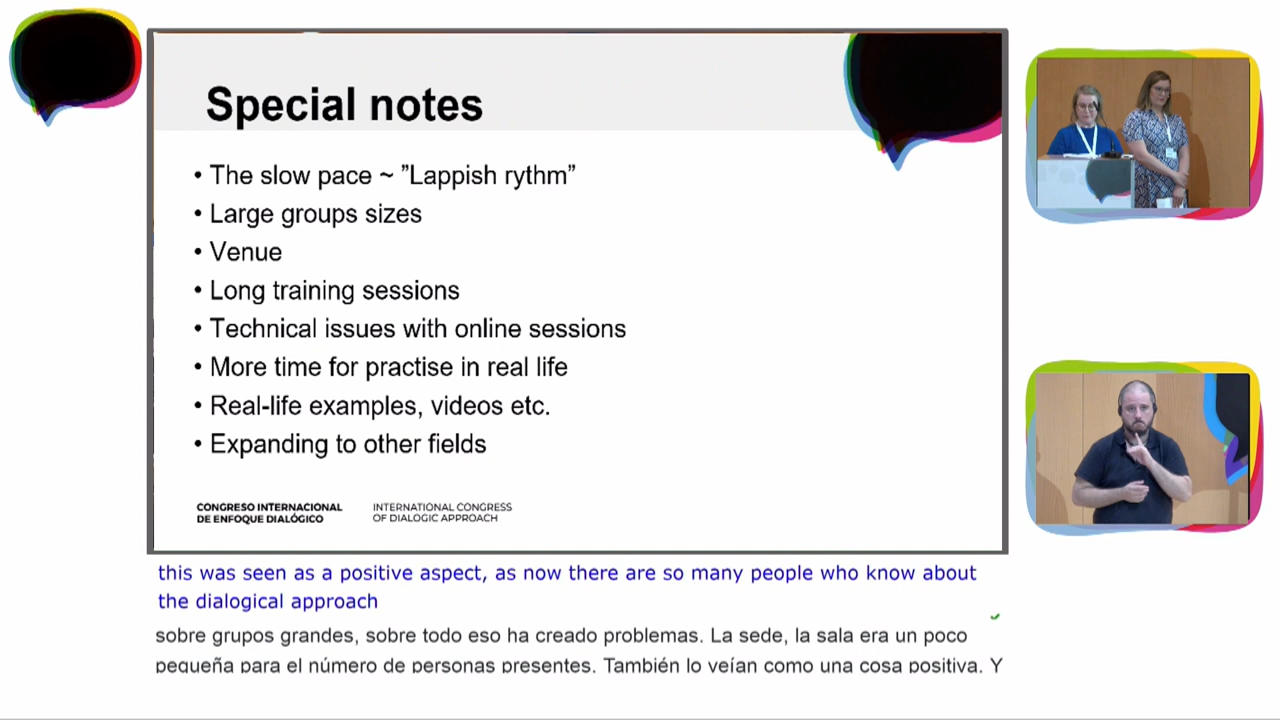 Special notes
• The slow pace ~ ”Lappish rythm”
• Large groups sizes
• Venue
• Long training sessions
• Technical issues with online sessions
• More time for practise in real life
• Real-life examples, videos etc.
• Expanding to other fields
CONGRESO INTERNACIONAL
DE ENFOQUE DIALÓGICO
INTERNATIONAL CONGRESS
OF DIALOGIC APPROACH
this was seen as a positive aspect, as now there are so many people who know about
the dialogical approach
sobre grupos grandes, sobre todo eso ha creado problemas. La sede, la sala era un poco
pequeña para el número de personas presentes. También lo veían como una cosa positiva. Y